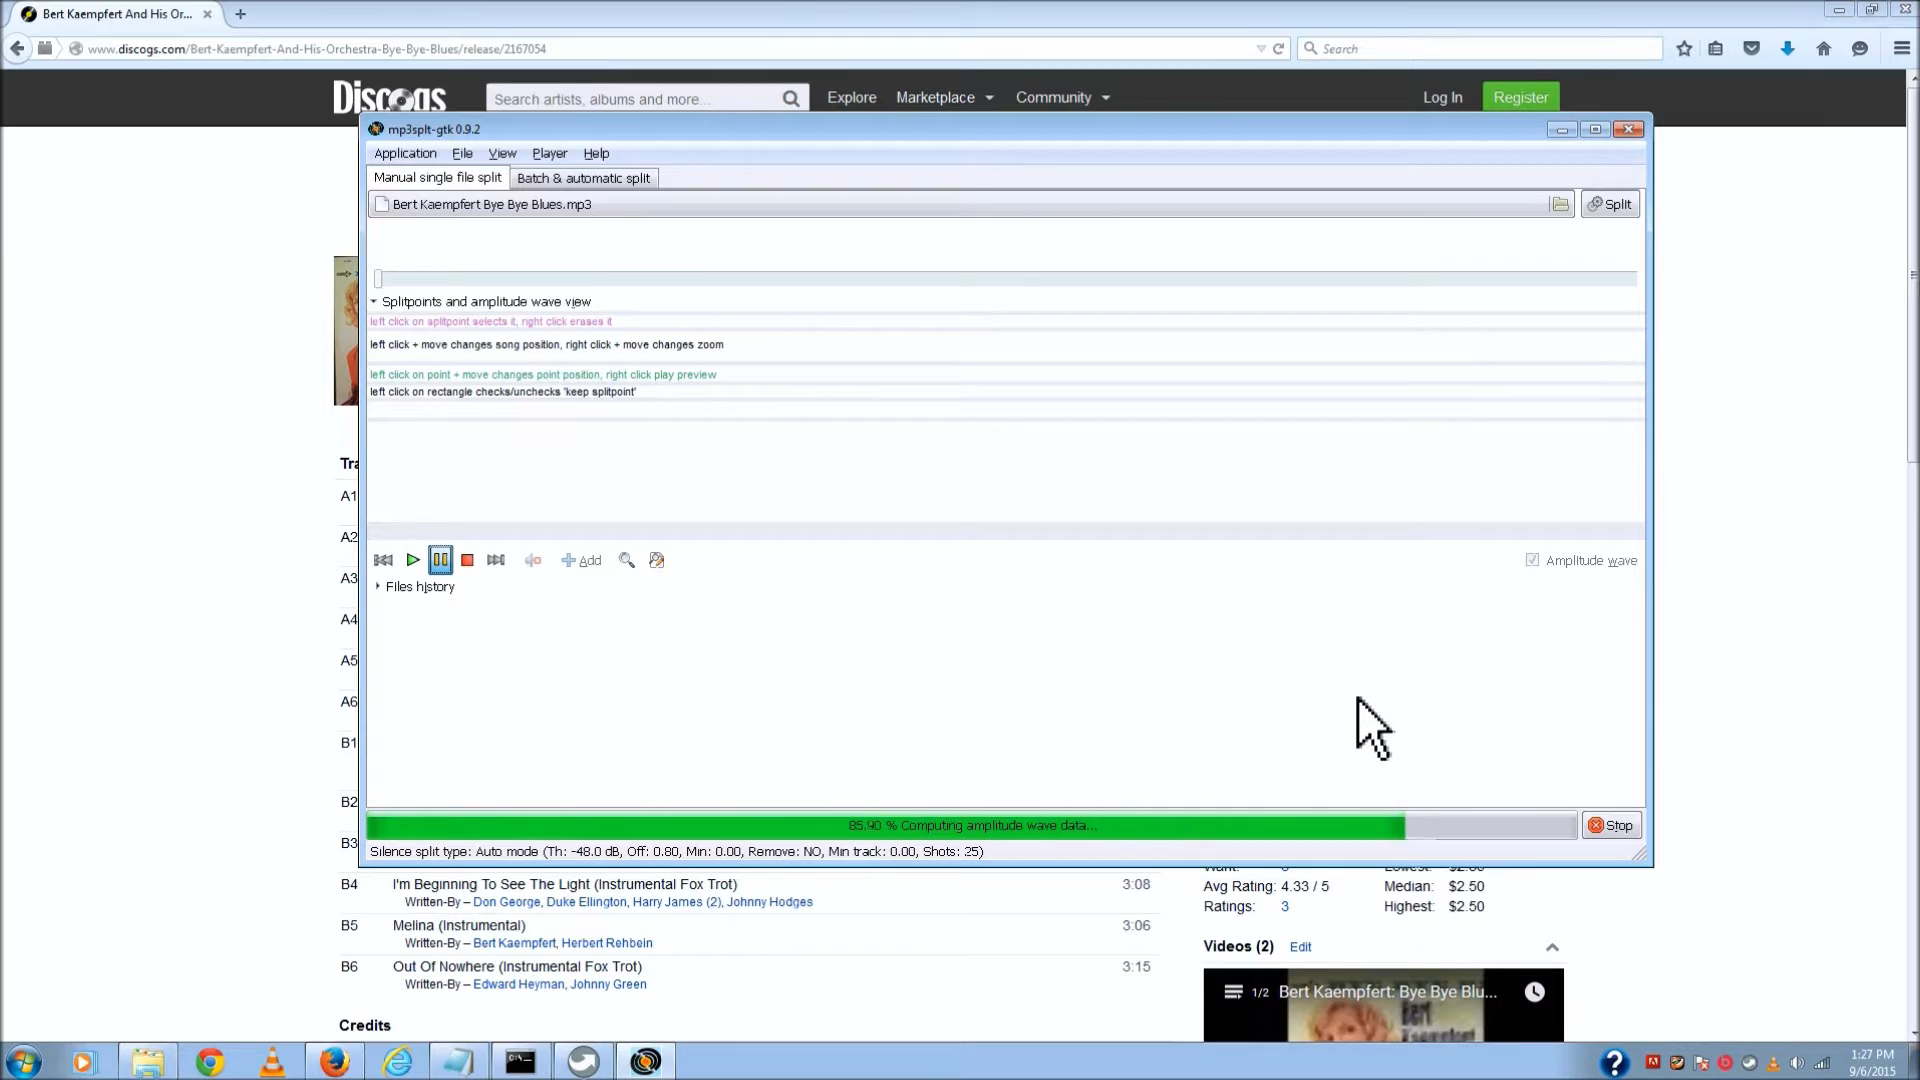 Bert Kaempfert And His Or...
www.discogs.com/Bert-Kaempfert-And-His-Orchestra-Bye-Bye-Blues/release/2167054
Search
Discogs
Search artists, albums and more...
Explore
Marketplace
Community
Log In
Register
mp3splt-gtk 0.9.2
Application File View Player Help
Manual single file split
Batch & automatic split
Bert Kaempfert Bye Bye Blues.mp3
Split
Splitpoints and amplitude wave view
left click on splitpoint selects it, right click erases it
left click + move changes song position, right click + move changes zoom
left click on point + move changes point position, right click play preview
left click on rectangle checks/unchecks 'keep splitpoint'
Add
Amplitude wave
Files history
Tra
A1
A2
A3
A4
A5
A6
B1
B2
B3
85.90 % Computing amplitude wave data...
Stop
Silence split type: Auto mode (Th: -48.0 dB, Off: 0.80, Min: 0.00, Remove: NO, Min track: 0.00, Shots: 25)
B4 I'm Beginning To See The Light (Instrumental Fox Trot) 3:08
Written-By – Don George, Duke Ellington, Harry James (2), Johnny Hodges
B5 Melina (Instrumental) 3:06
Written-By – Bert Kaempfert, Herbert Rehbein
B6 Out Of Nowhere (Instrumental Fox Trot) 3:15
Written-By – Edward Heyman, Johnny Green
Credits
Avg Rating: 4.33 / 5
Median: $2.50
Ratings: 3
Highest: $2.50
Videos (2) Edit
1/2 Bert Kaempfert: Bye Bye Blu...
Bert
Kaempfert
1:27 PM
9/6/2015